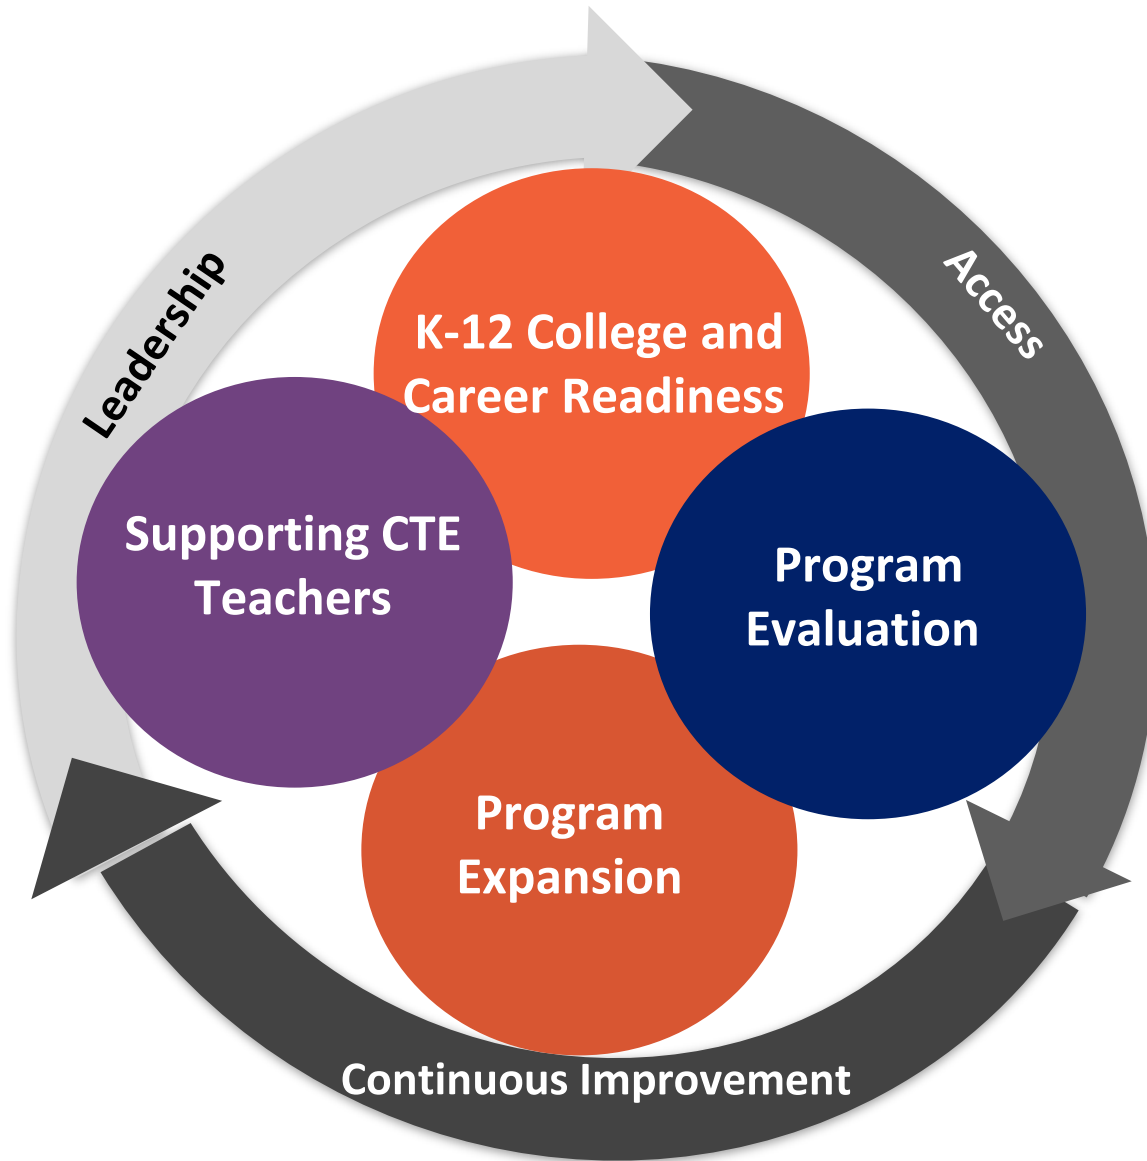 Leadership
Access
K-12 College and
Career Readiness
Supporting CTE
Teachers
Program
Evaluation
Program
Expansion
Continuous Improvement